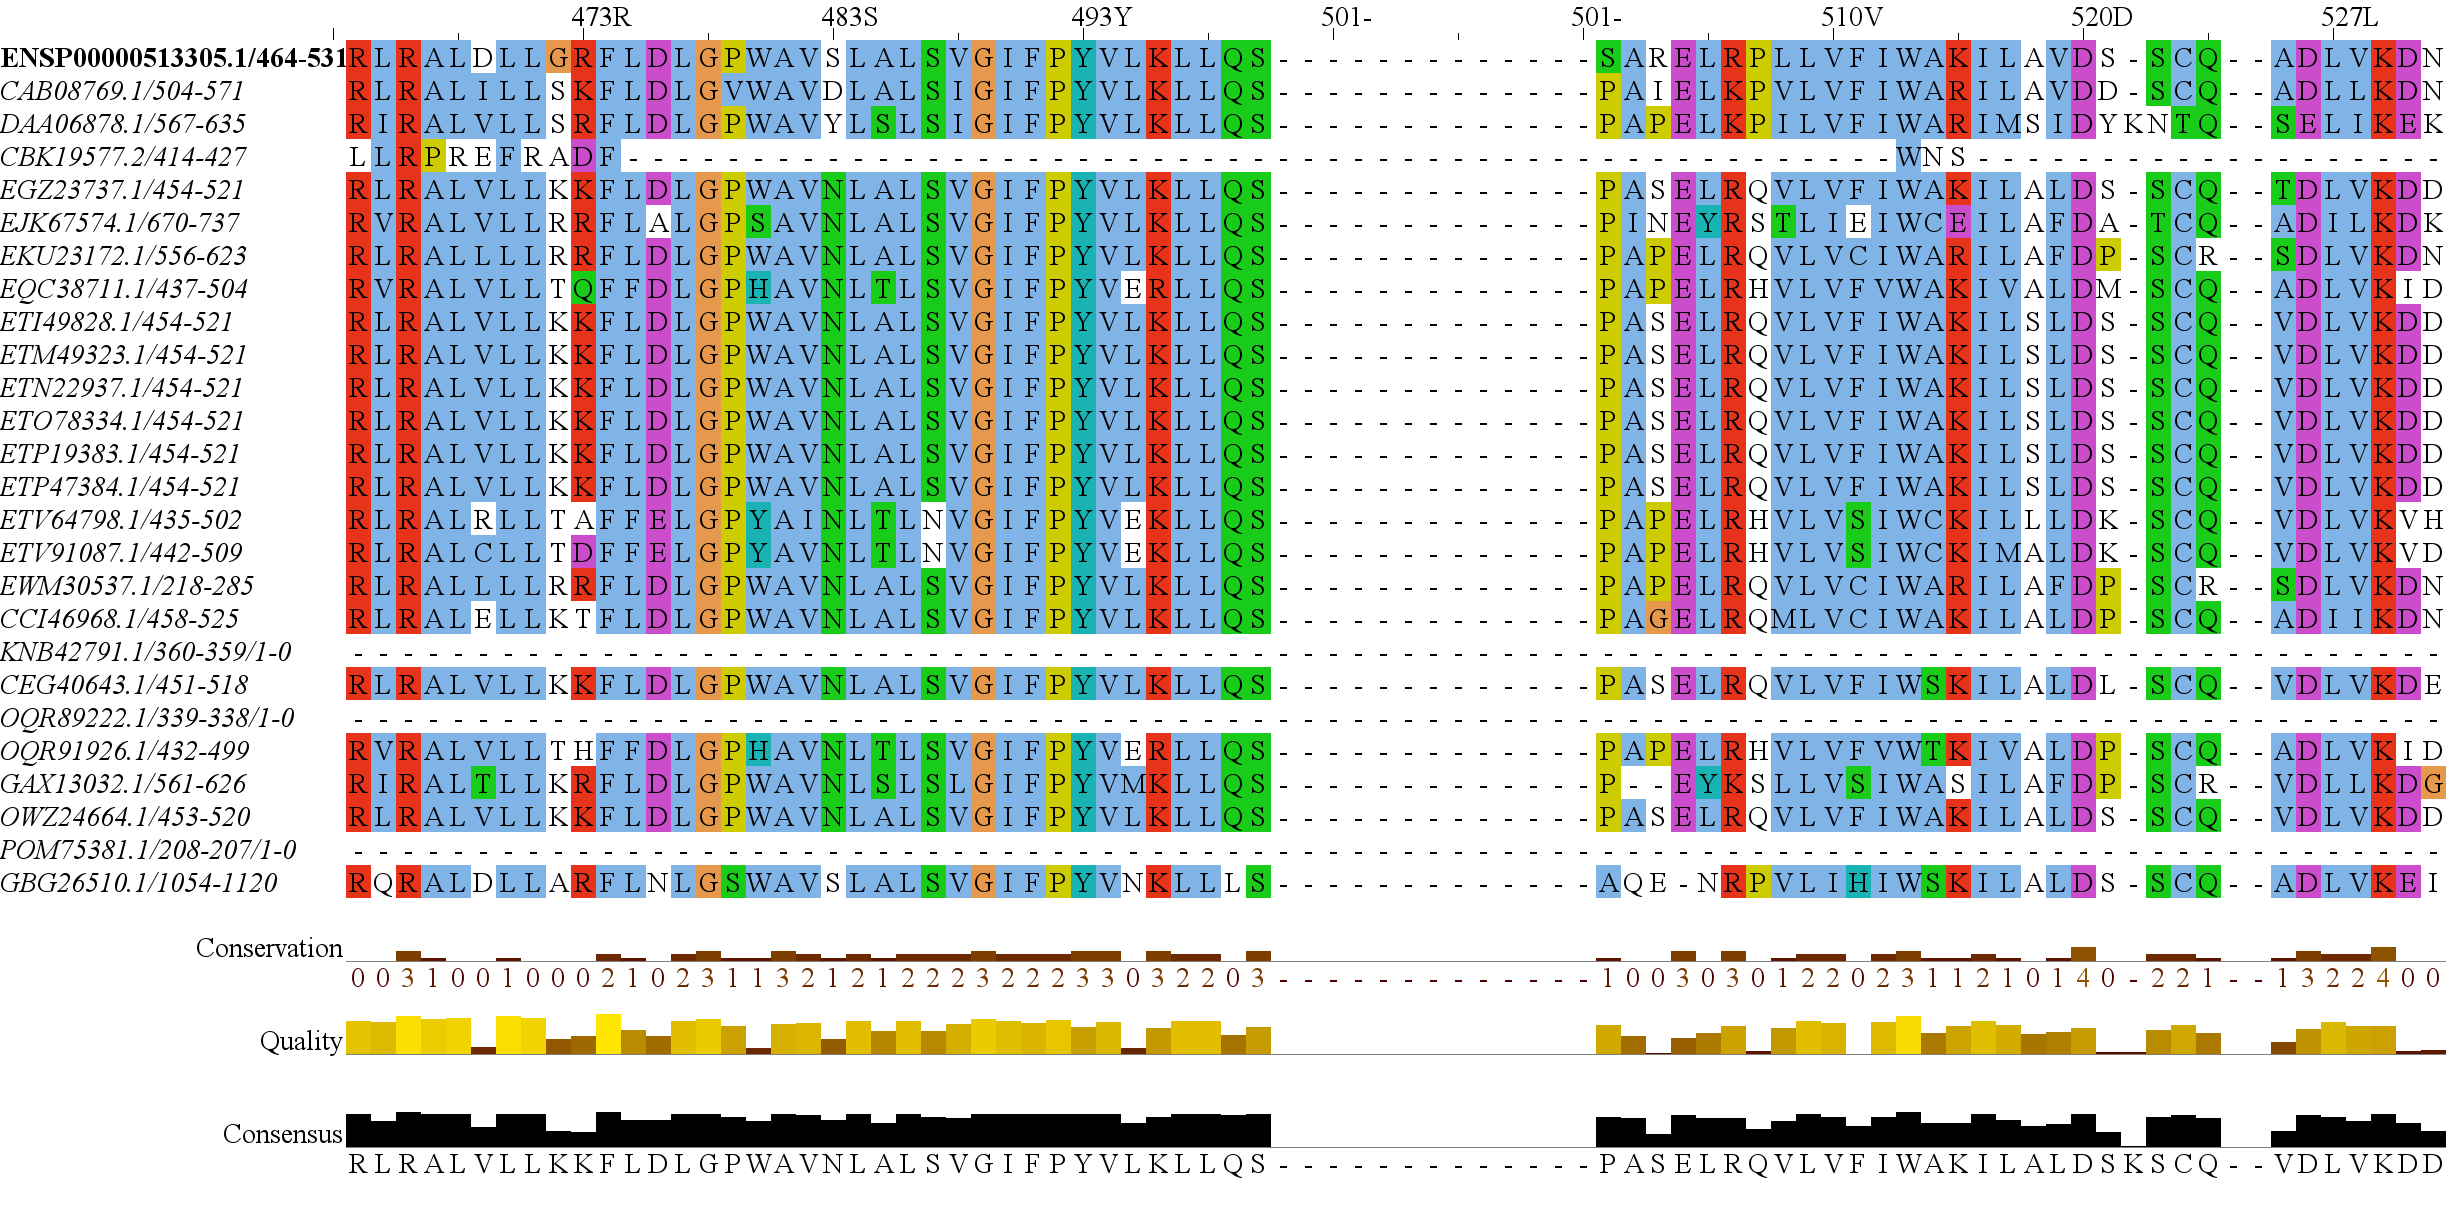 473R 483S 493Y 501- 501- 510V 520D 527L
ENSP00000513305.1/464-531 RLRALDLLGRFLDLGPWAVSLALSVGIFPYVLKLLQS-------------SARELRPLLVFIWAKILAVDS-SCQ--ADLVKDN
CAB08769.1/504-571 RLRALILLSKFLDLGVWAVDLALSIGIFPYVLKLLQS-------------PAIELKPVLVFIWARILAVDD-SCQ--ADLLKDN
DAA06878.1/567-635 RIRALVLLSRFLDLGPWAVYLSLSIGIFPYVLKLLQS-------------PAPELKPILVFIWARIMSIDYKNTQ--SELIKEK
CBK19577.2/414-427 LLRPREFRADF---------------------------------------------------WNS-------------------
EGZ23737.1/454-521 RLRALVLLKKFLDLGPWAVNLALSVGIFPYVLKLLQS-------------PASELRQVLVFIWAKILALDS-SCQ--TDLVKDD
EJK67574.1/670-737 RVRALVLLRRFLALGPSAVNLALSVGIFPYVLKLLQS-------------PINEYRSTLIEIWCEILAFDA-TCQ--ADILKDK
EKU23172.1/556-623 RLRALLLLRRFLDLGPWAVNLALSVGIFPYVLKLLQS-------------PAPELRQVLVCIWARILAFDP-SCR--SDLVKDN
EQC38711.1/437-504 RVRALVLLTQFFDLGPHAVNLTLSVGIFPYVERLLQS-------------PAPELRHVLVFVWAKIVALDM-SCQ--ADLVKID
ETI49828.1/454-521 RLRALVLLKKFLDLGPWAVNLALSVGIFPYVLKLLQS-------------PASELRQVLVFIWAKILSLDS-SCQ--VDLVKDD
ETM49323.1/454-521 RLRALVLLKKFLDLGPWAVNLALSVGIFPYVLKLLQS-------------PASELRQVLVFIWAKILSLDS-SCQ--VDLVKDD
ETN22937.1/454-521 RLRALVLLKKFLDLGPWAVNLALSVGIFPYVLKLLQS-------------PASELRQVLVFIWAKILSLDS-SCQ--VDLVKDD
ETO78334.1/454-521 RLRALVLLKKFLDLGPWAVNLALSVGIFPYVLKLLQS-------------PASELRQVLVFIWAKILSLDS-SCQ--VDLVKDD
ETP19383.1/454-521 RLRALVLLKKFLDLGPWAVNLALSVGIFPYVLKLLQS-------------PASELRQVLVFIWAKILSLDS-SCQ--VDLVKDD
ETP47384.1/454-521 RLRALVLLKKFLDLGPWAVNLALSVGIFPYVLKLLQS-------------PASELRQVLVFIWAKILSLDS-SCQ--VDLVKDD
ETV64798.1/435-502 RLRALRLLTAFFELGPYAINLTLNVGIFPYVEKLLQS-------------PAPELRHVLVSIWCKILLLDK-SCQ--VDLVKVH
ETV91087.1/442-509 RLRALCLLTDFFELGPYAVNLTLNVGIFPYVEKLLQS-------------PAPELRHVLVSIWCKIMALDK-SCQ--VDLVKVD
EWM30537.1/218-285 RLRALLLLRRFLDLGPWAVNLALSVGIFPYVLKLLQS-------------PAPELRQVLVCIWARILAFDP-SCR--SDLVKDN
CCI46968.1/458-525 RLRALELLKTFLDLGPWAVNLALSVGIFPYVLKLLQS-------------PAGELRQMLVCIWAKILALDP-SCQ--ADIIKDN
KNB42791.1/360-359/1-0 ------------------------------------------------------------------------------------
CEG40643.1/451-518 RLRALVLLKKFLDLGPWAVNLALSVGIFPYVLKLLQS-------------PASELRQVLVFIWSKILALDL-SCQ--VDLVKDE
OQR89222.1/339-338/1-0 ------------------------------------------------------------------------------------
OQR91926.1/432-499 RVRALVLLTHFFDLGPHAVNLTLSVGIFPYVERLLQS-------------PAPELRHVLVFVWTKIVALDP-SCQ--ADLVKID
GAX13032.1/561-626 RIRALTLLKRFLDLGPWAVNLSLSLGIFPYVMKLLQS-------------P--EYKSLLVSIWASILAFDP-SCR--VDLLKDG
OWZ24664.1/453-520 RLRALVLLKKFLDLGPWAVNLALSVGIFPYVLKLLQS-------------PASELRQVLVFIWAKILALDS-SCQ--VDLVKDD
POM75381.1/208-207/1-0 ------------------------------------------------------------------------------------
GBG26510.1/1054-1120 RQRALDLLARFLNLGSWAVSLALSVGIFPYVNKLLLS-------------AQE-NRPVLIHIWSKILALDS-SCQ--ADLVKEI
Conservation
0031001000210231132121222322233032203-------------100303012202311210140-221--1322400
Quality
Consensus
RLRALVLLKKFLDLGPWAVNLALSVGIFPYVLKLLQS-------------PASELRQVLVFIWAKILALDSKSCQ--VDLVKDD